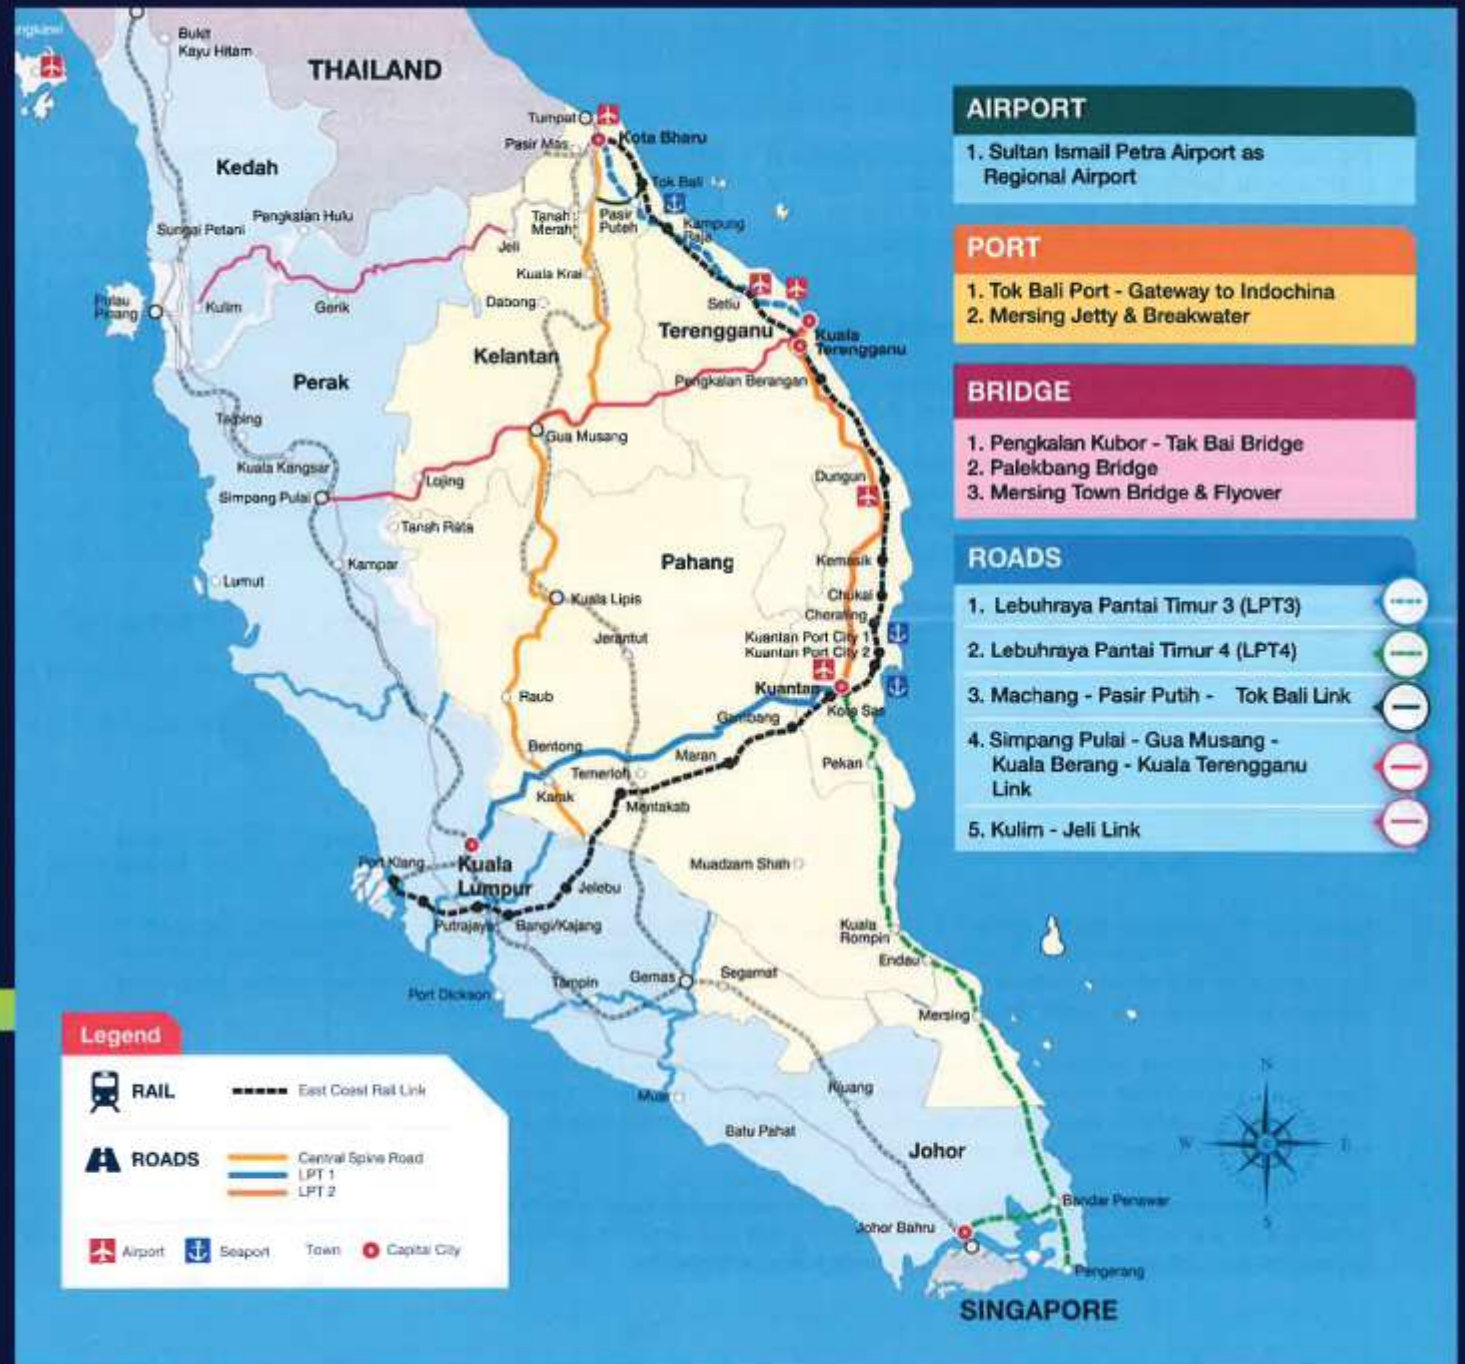 ngkawi
Bukit
Kayu Hitam
THAILAND
Tumpat
Kota Bharu
Pasir Mas
Kedah
Tok Bali
Pengkalan Hulu
Sungai Petani
Tanah
Merah
Pasir
Puteh
Kampung
Raja
Jeli
Kuala Krai
Pulau
Pinang
Kulim
Gerik
Dabong
Setiu
Terengganu
Kuala
Terengganu
Kelantan
Perak
Pengkalan Berangan
Taiping
Gua Musang
Kuala Kangsar
Lojing
Dungun
Simpang Pulai
Tanah Rata
Kampar
Pahang
Kemasik
Lumut
Kuala Lipis
Chukai
Cherating
Jerantut
Kuantan Port City 1
Kuantan Port City 2
Raub
Kuantan
Kota Sas
Gambang
Bentong
Maran
Pekan
Temerloh
Karak
Mentakab
Port Klang
Kuala
Lumpur
Muadzam Shah
Jelebu
Putrajaya
Bangi/Kajang
Kuala
Rompin
Endau
Tampin
Gemas
Segamat
Port Dickson
Mersing
Kluang
Muar
Batu Pahat
Johor
Bandar Penawar
Johor Bahru
Pengerang
SINGAPORE
N
W
E
S
AIRPORT
1. Sultan Ismail Petra Airport as
Regional Airport
PORT
1. Tok Bali Port - Gateway to Indochina
2. Mersing Jetty & Breakwater
BRIDGE
1. Pengkalan Kubor - Tak Bai Bridge
2. Palekbang Bridge
3. Mersing Town Bridge & Flyover
ROADS
1. Lebuhraya Pantai Timur 3 (LPT3)
2. Lebuhraya Pantai Timur 4 (LPT4)
3. Machang - Pasir Putih - Tok Bali Link
4. Simpang Pulai - Gua Musang -
Kuala Berang - Kuala Terengganu
Link
5. Kulim - Jeli Link
Legend
RAIL
East Coast Rail Link
ROADS
Central Spine Road
LPT 1
LPT 2
Airport
Seaport
Town
Capital City